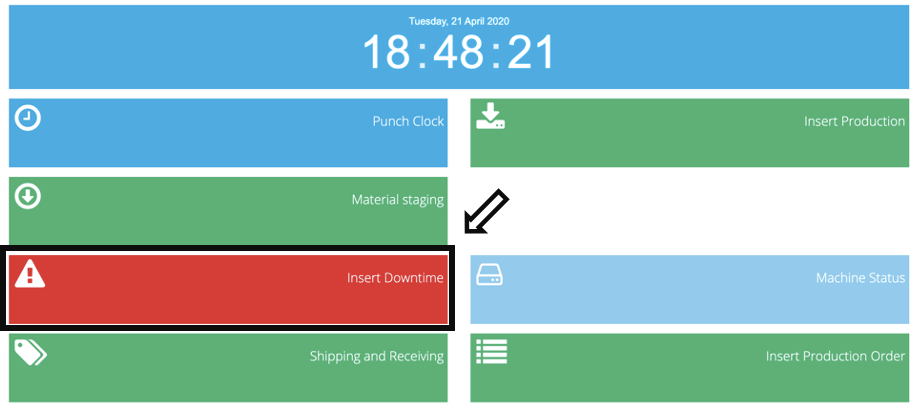 Tuesday, 21 April 2020
18:48:21
Punch Clock
Insert Production
Material staging
Insert Downtime
Machine Status
Shipping and Receiving
Insert Production Order